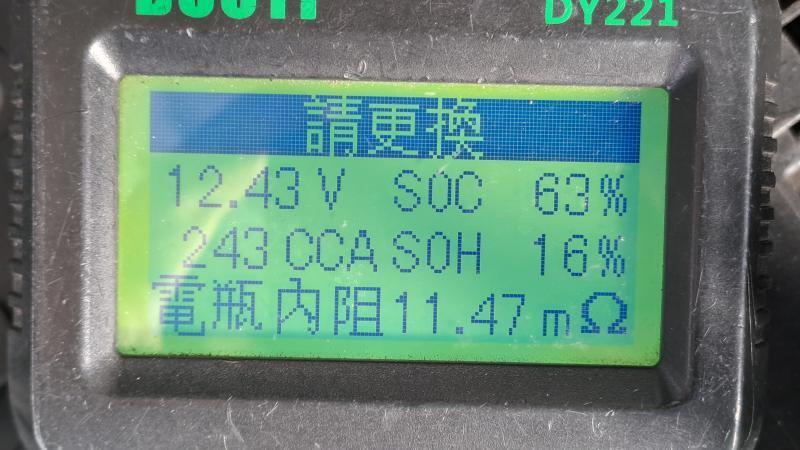 DY221
請更換
12.43 V SOC 63%
243 CCA SOH 16%
電瓶內阻11.47 mΩ